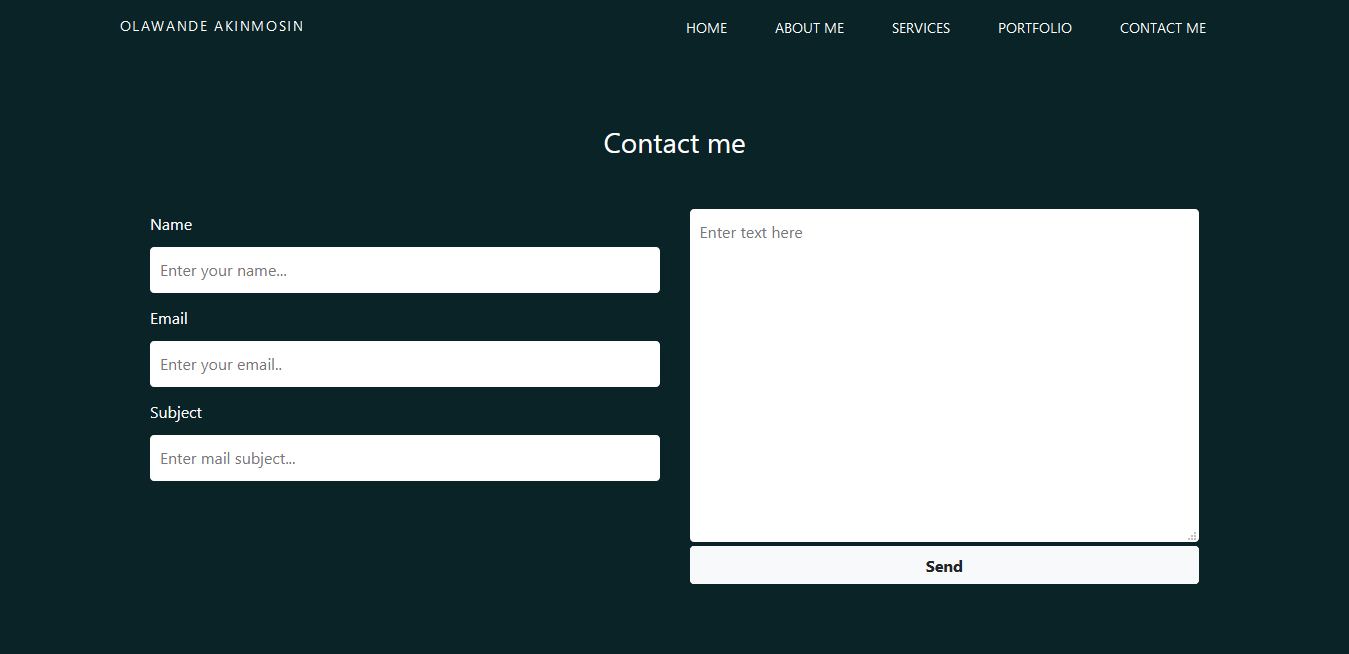 OLAWANDE AKINMOSIN
HOME ABOUT ME SERVICES PORTFOLIO CONTACT ME
Contact me
Name
Enter your name...
Email
Enter your email..
Subject
Enter mail subject...
Enter text here
Send